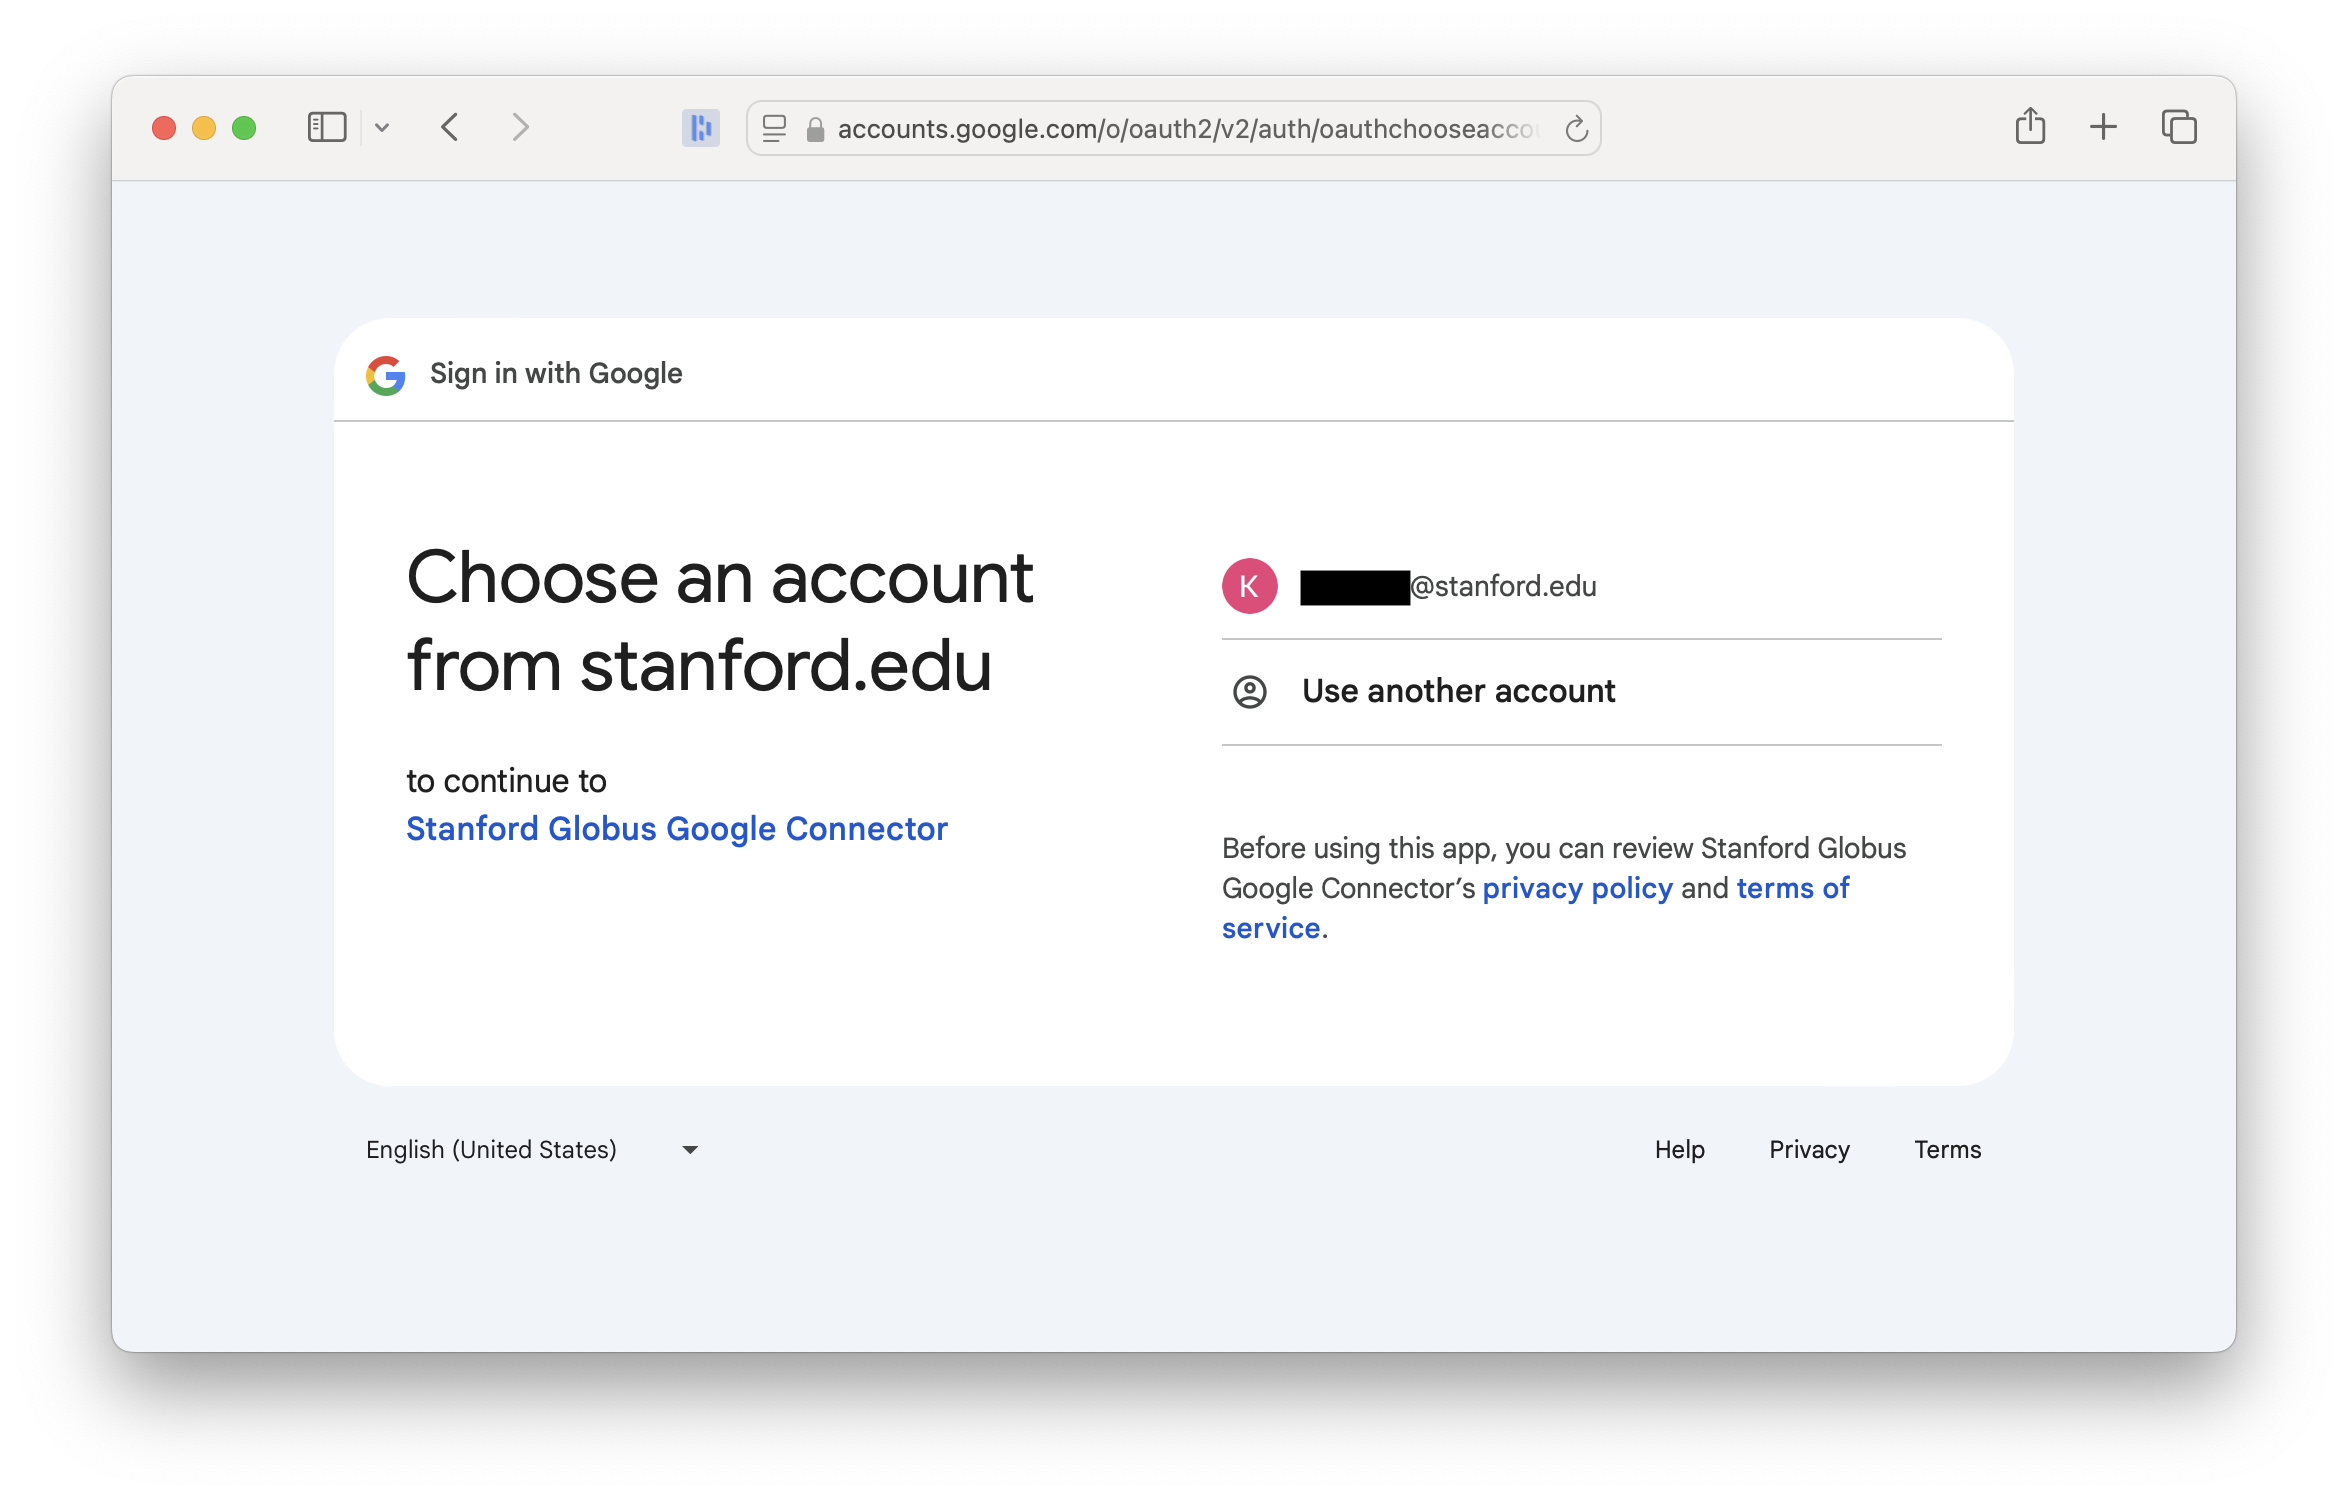 accounts.google.com/o/oauth2/v2/auth/oauthchooseacco
Sign in with Google
Choose an account
from stanford.edu
to continue to
Stanford Globus Google Connector
K
@stanford.edu
Use another account
Before using this app, you can review Stanford Globus
Google Connector’s privacy policy and terms of
service.
English (United States)
Help Privacy Terms